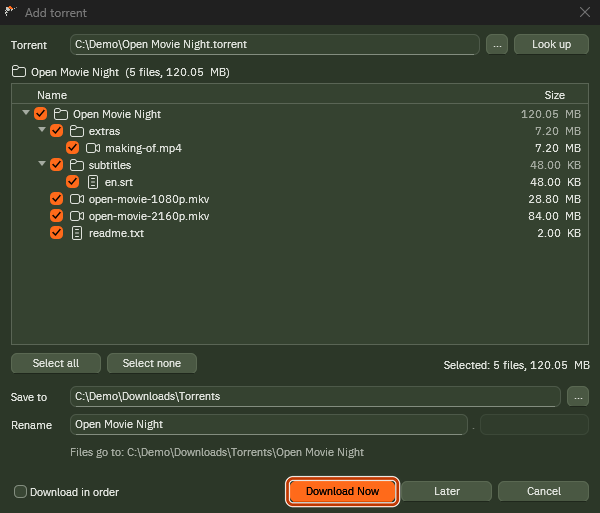 Add torrent
Torrent C:\Demo\Open Movie Night.torrent ... Look up
Open Movie Night (5 files, 120.05 MB)
Name Size
Open Movie Night 120.05 MB
extras 7.20 MB
making-of.mp4 7.20 MB
subtitles 48.00 KB
en.srt 48.00 KB
open-movie-1080p.mkv 28.80 MB
open-movie-2160p.mkv 84.00 MB
readme.txt 2.00 KB
Select all Select none Selected: 5 files, 120.05 MB
Save to C:\Demo\Downloads\Torrents ...
Rename Open Movie Night .
Files go to: C:\Demo\Downloads\Torrents\Open Movie Night
Download in order Download Now Later Cancel